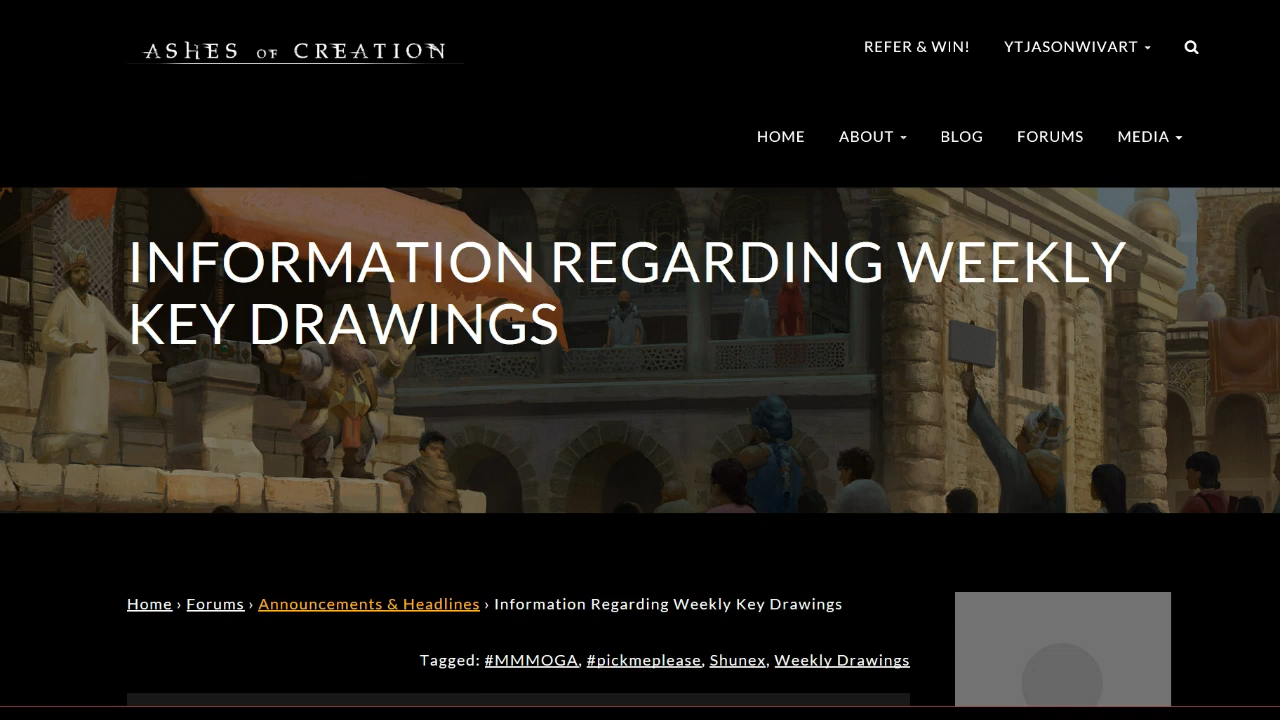 ASHES OF CREATION
REFER & WIN!
YTJASONWIVART
HOME
ABOUT
BLOG
FORUMS
MEDIA
INFORMATION REGARDING WEEKLY
KEY DRAWINGS
Home › Forums › Announcements & Headlines › Information Regarding Weekly Key Drawings
Tagged: #MMMOGA, #pickmeplease, Shunex, Weekly Drawings